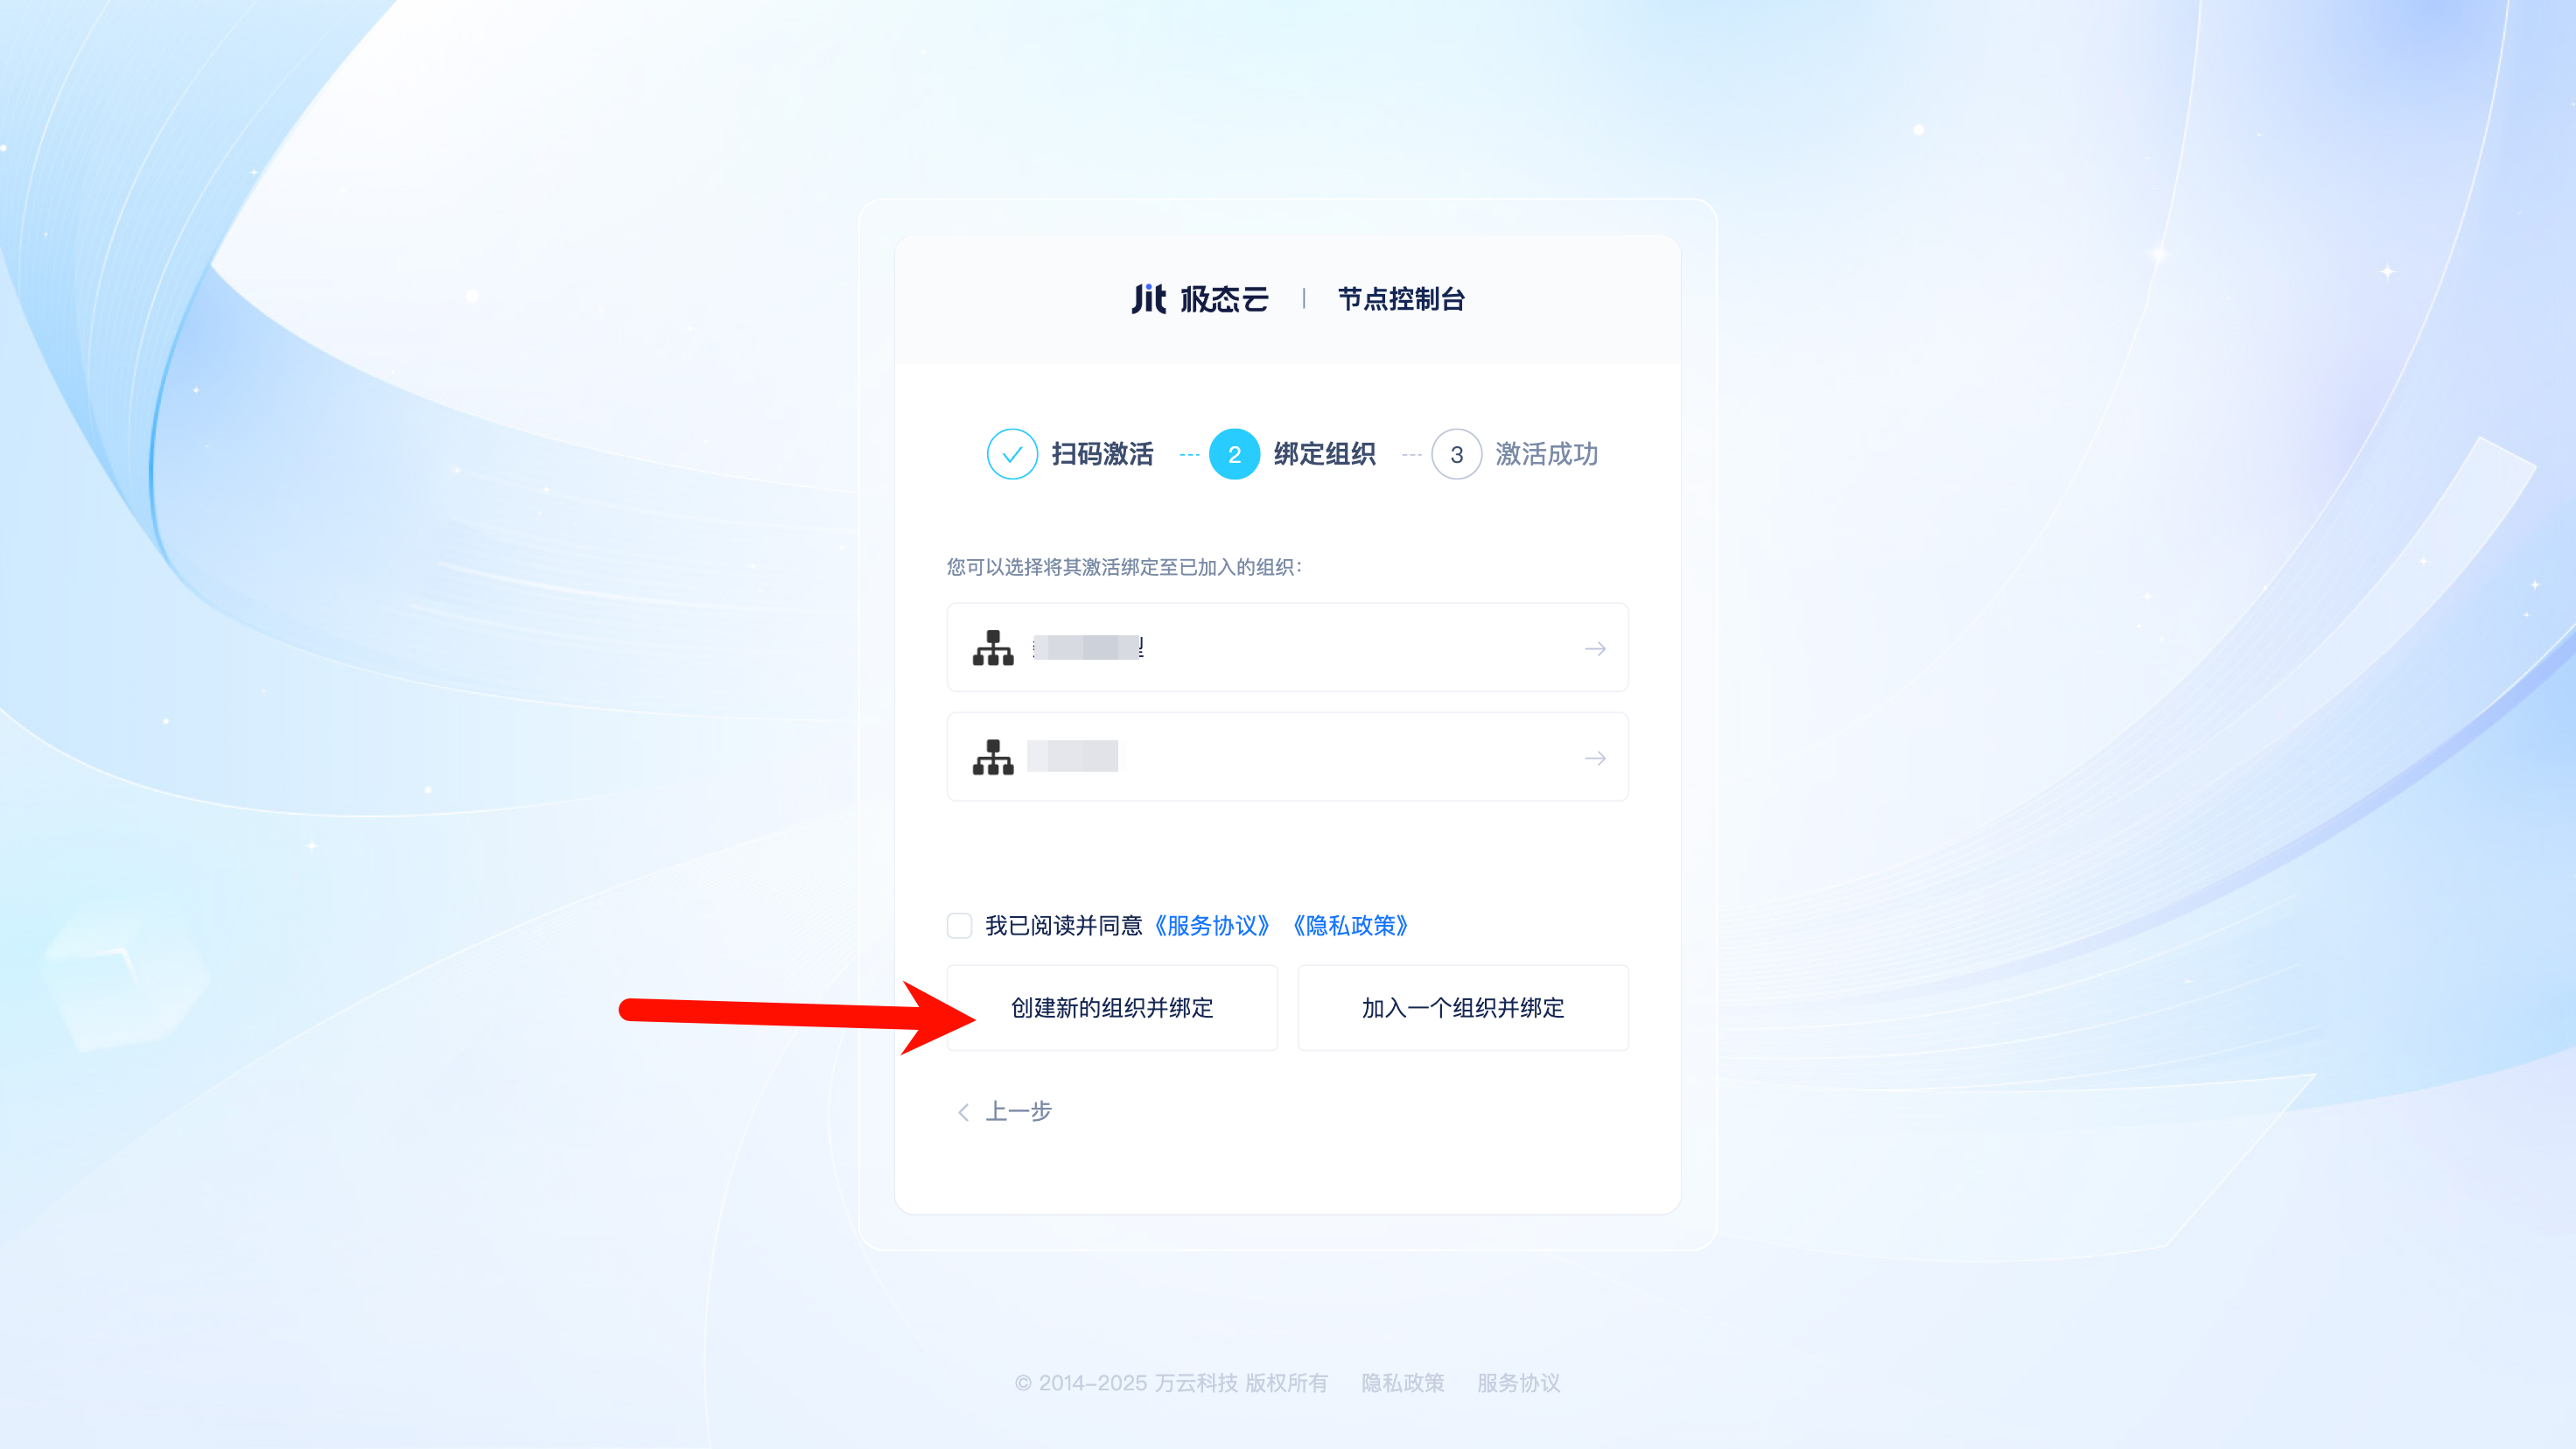 Jit 极态云 | 节点控制台
扫码激活 --- 2 绑定组织 --- 3 激活成功
您可以选择将其激活绑定至已加入的组织：
我已阅读并同意《服务协议》《隐私政策》
创建新的组织并绑定 加入一个组织并绑定
上一步
© 2014-2025 万云科技 版权所有 隐私政策 服务协议